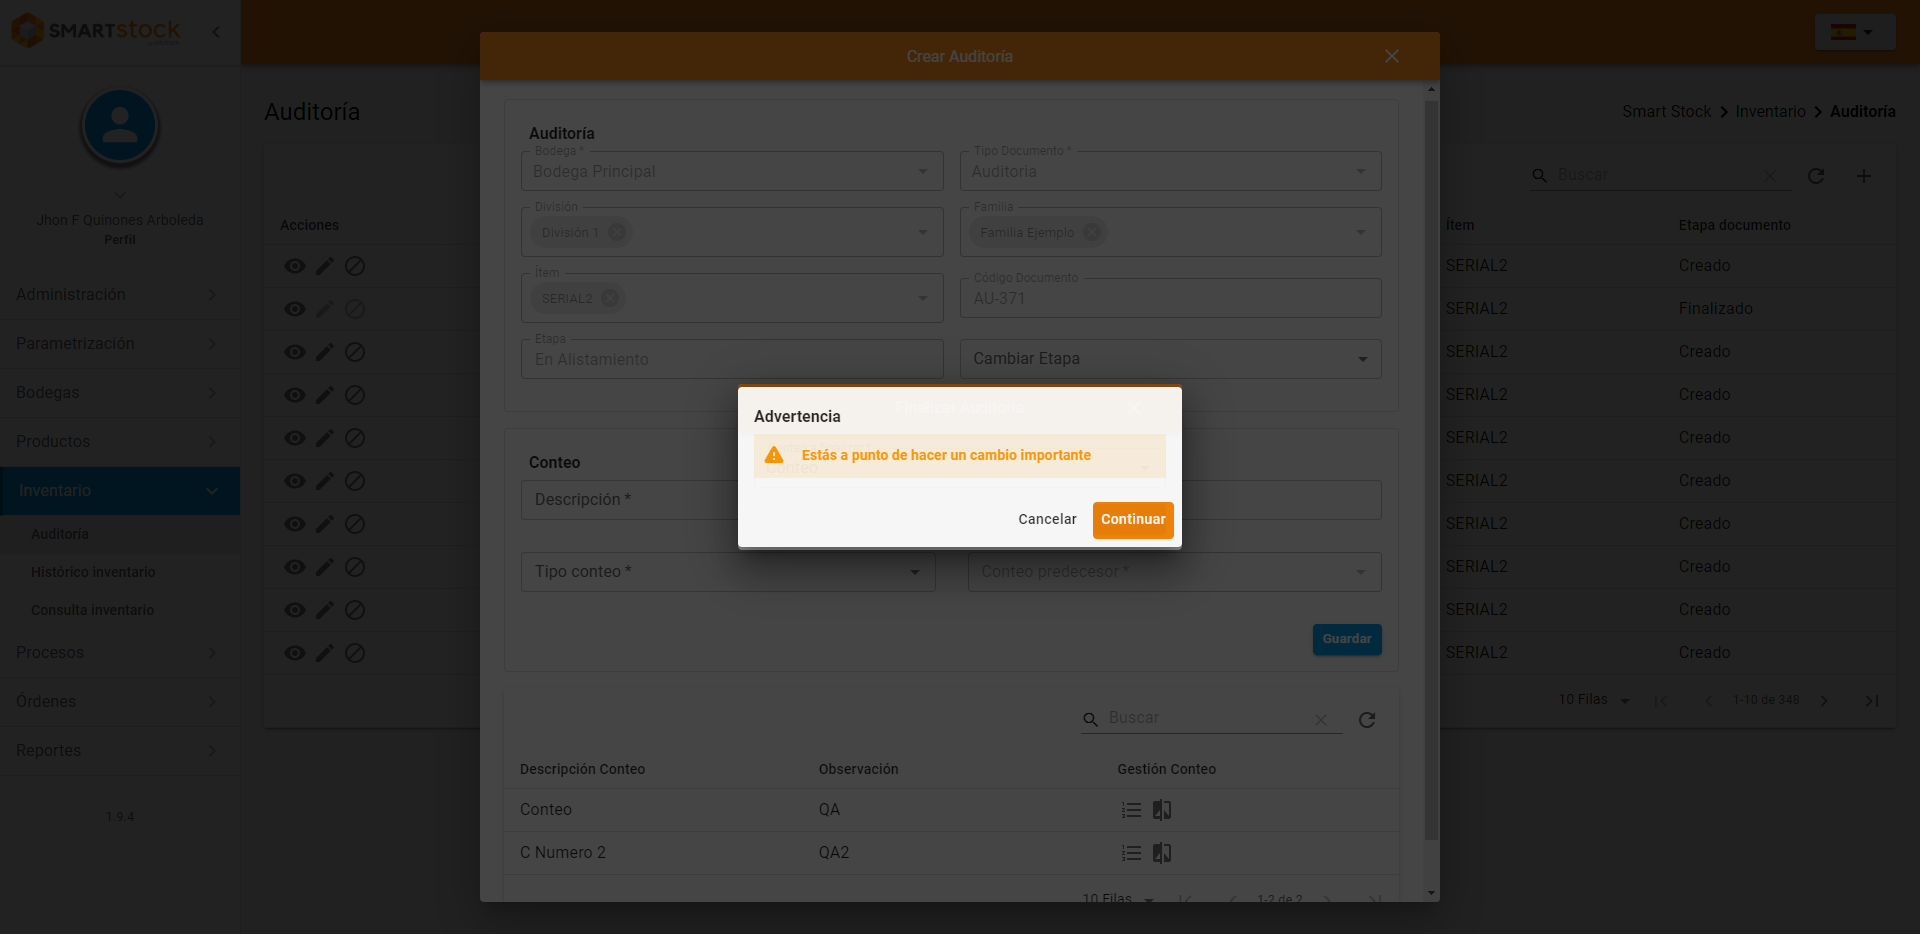 SMARTstock
Jhon F Quinones Arboleda
Perfil
Administración
Parametrización
Bodegas
Productos
Inventario
Auditoría
Histórico inventario
Consulta inventario
Procesos
Órdenes
Reportes
1.9.4
Auditoría
Smart Stock > Inventario > Auditoría
Buscar
Acciones
Ítem
Etapa documento
SERIAL2 Creado
SERIAL2 Finalizado
SERIAL2 Creado
SERIAL2 Creado
SERIAL2 Creado
SERIAL2 Creado
SERIAL2 Creado
SERIAL2 Creado
SERIAL2 Creado
SERIAL2 Creado
10 Filas
1-10 de 348
Crear Auditoría
Auditoría
Bodega *
Bodega Principal
Tipo Documento *
Auditoria
División
División 1
Familia
Familia Ejemplo
Ítem
SERIAL2
Código Documento
AU-371
Etapa
En Alistamiento
Cambiar Etapa
Conteo
Descripción *
Tipo conteo *
Conteo predecesor *
Guardar
Buscar
Descripción Conteo Observación Gestión Conteo
Conteo QA
C Numero 2 QA2
10 Filas 1-2 de 2
Finalizar Auditoría
Advertencia
Estás a punto de hacer un cambio importante
Conteo
Cancelar
Continuar